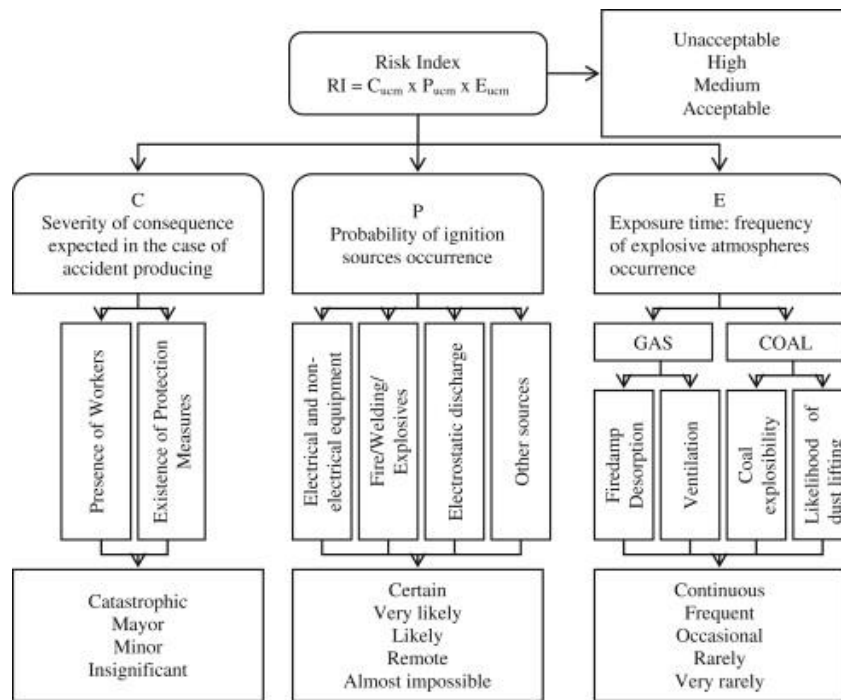 Risk Index
RI = Cucm x Pucm x Eucm
Unacceptable
High
Medium
Acceptable
C
Severity of consequence
expected in the case of
accident producing
P
Probability of ignition
sources occurrence
E
Exposure time: frequency
of explosive atmospheres
occurrence
Presence of Workers
Existence of Protection
Measures
Electrical and non-
electrical equipment
Fire/Welding/
Explosives
Electrostatic discharge
Other sources
GAS
COAL
Firedamp
Desorption
Ventilation
Coal
explosibility
Likelihood of
dust lifting
Catastrophic
Mayor
Minor
Insignificant
Certain
Very likely
Likely
Remote
Almost impossible
Continuous
Frequent
Occasional
Rarely
Very rarely